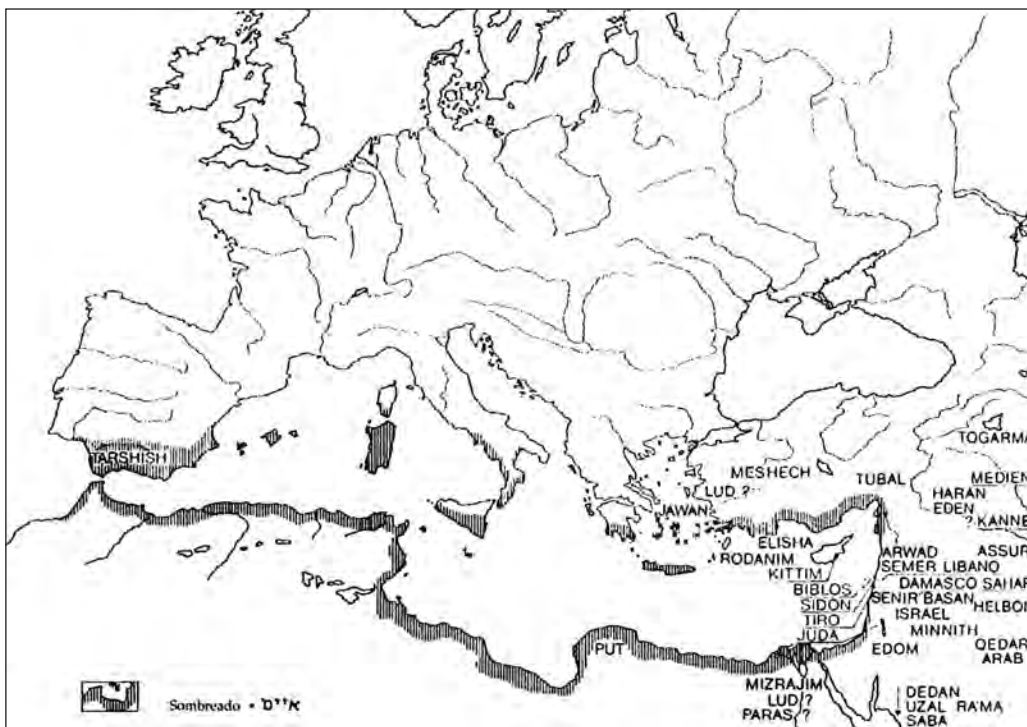 TOGARMA
TARSHISH
MESHECH
TUBAL
MEDIEN
LUD ?
HARAN
EDEN
?
JAWAN
KANNE
ELISHA
RODANIM
ARWAD
ASSUR
KITTIM
SEMER LIBANO
BIBLOS
DAMASCO SAHAR
SIDON
SENIR BASAN
HELBON
TIRO
ISRAEL
JUDA
MINNITH
PUT
EDOM
QEDAR
ARAB
MIZRAJIM
LUD ?
PARAS ?
DEDAN
UZAL RA'MA
SABA
Sombreado • איים